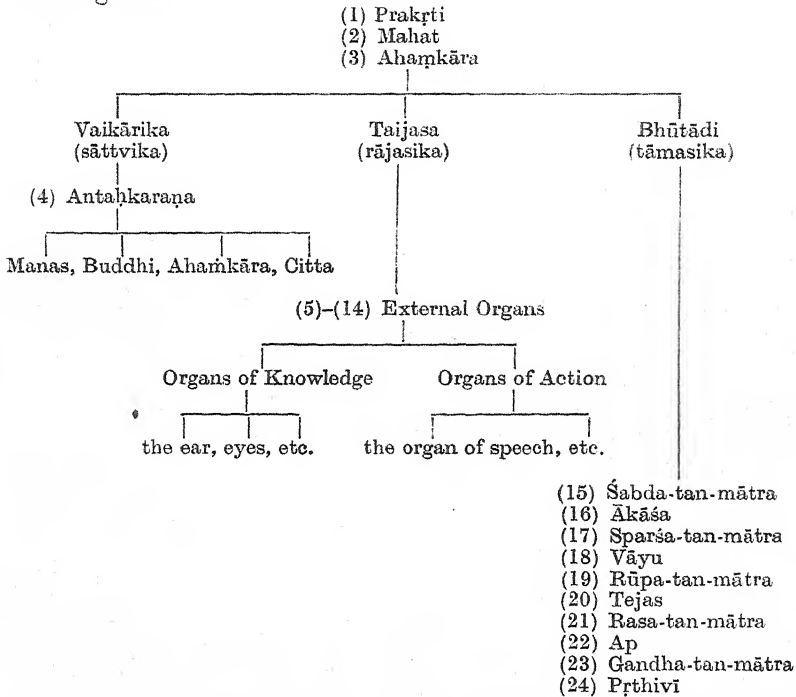 (1) Prakṛti
(2) Mahat
(3) Ahaṃkāra
Vaikārika
(sāttvika)
Taijasa
(rājasika)
Bhūtādi
(tāmasika)
(4) Antaḥkaraṇa
Manas, Buddhi, Ahaṁkāra, Citta
(5)–(14) External Organs
Organs of Knowledge
Organs of Action
the ear, eyes, etc.
the organ of speech, etc.
(15) Śabda-tan-mātra
(16) Ākāśa
(17) Sparśa-tan-mātra
(18) Vāyu
(19) Rūpa-tan-mātra
(20) Tejas
(21) Rasa-tan-mātra
(22) Ap
(23) Gandha-tan-mātra
(24) Pṛthivī